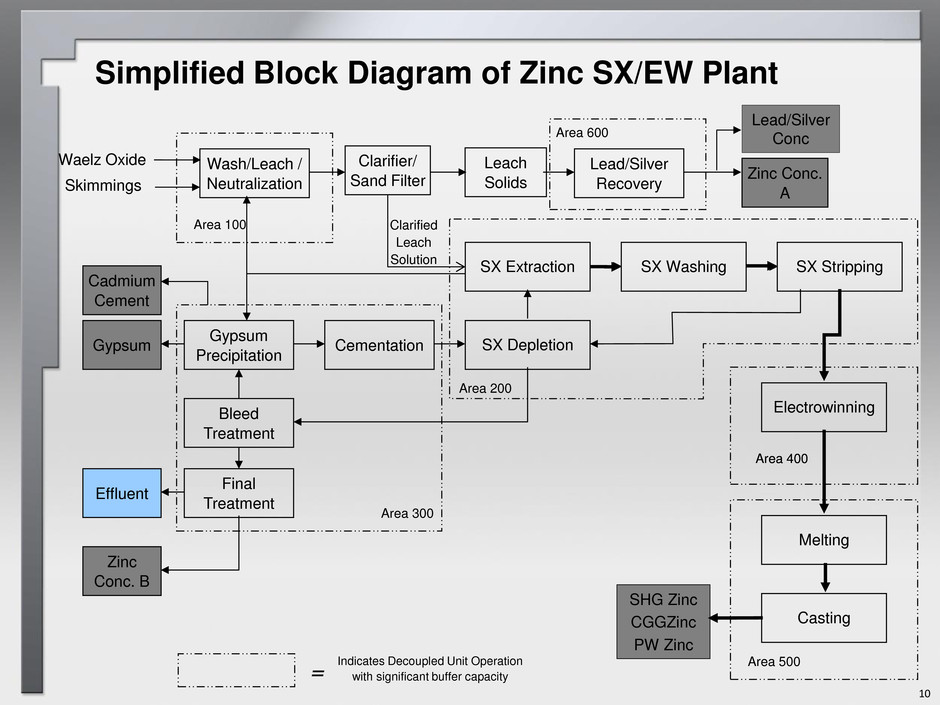 Simplified Block Diagram of Zinc SX/EW Plant
Waelz Oxide
Skimmings
Wash/Leach /
Neutralization
Area 100
Clarifier/
Sand Filter
Leach
Solids
Area 600
Lead/Silver
Recovery
Lead/Silver
Conc
Zinc Conc.
A
Clarified
Leach
Solution
SX Extraction
SX Washing
SX Stripping
Cadmium
Cement
Gypsum
Gypsum
Precipitation
Cementation
SX Depletion
Area 200
Bleed
Treatment
Electrowinning
Area 400
Effluent
Final
Treatment
Area 300
Zinc
Conc. B
Melting
SHG Zinc
CGGZinc
PW Zinc
Casting
Area 500
=
Indicates Decoupled Unit Operation
with significant buffer capacity
10